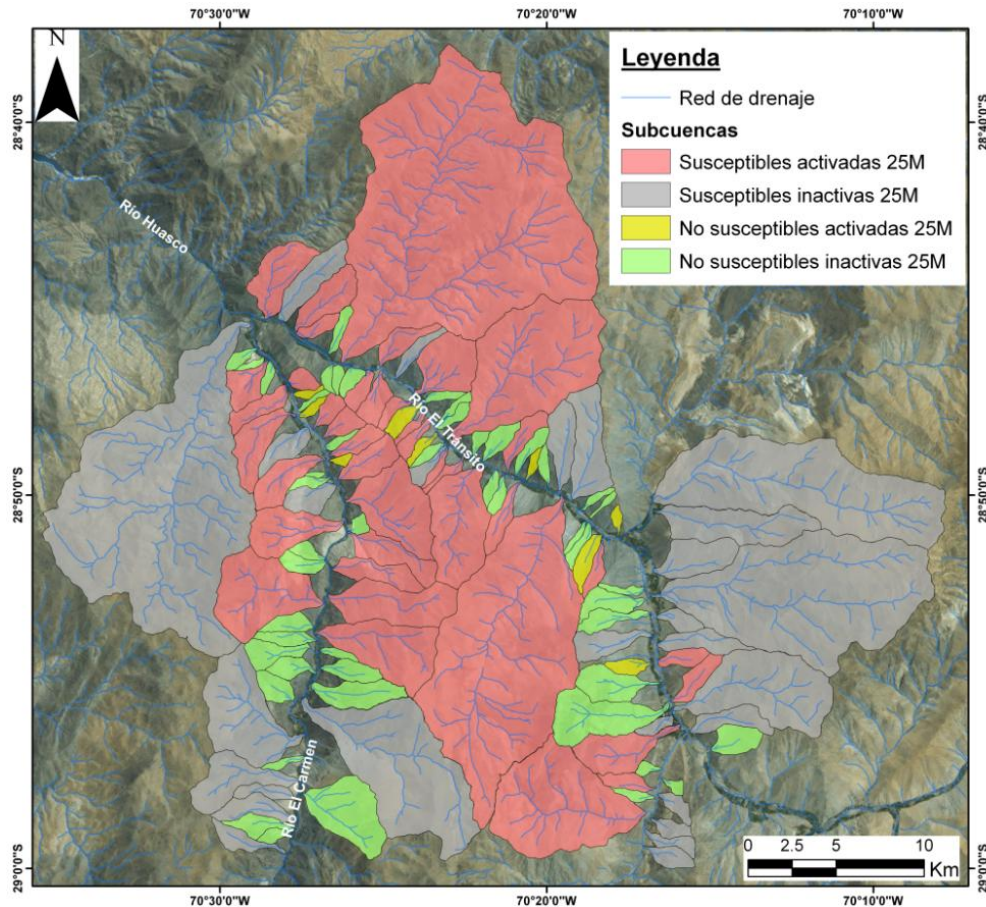 70°30'0"W 70°20'0"W 70°10'0"W
N
Leyenda
Red de drenaje
Subcuencas
Susceptibles activadas 25M
Susceptibles inactivas 25M
No susceptibles activadas 25M
No susceptibles inactivas 25M
28°40'0"S
28°40'0"S
Río Huasco
Río El Tránsito
28°50'0"S
28°50'0"S
Río El Carmen
0 2.5 5 10
Km
29°0'0"S
29°0'0"S
70°30'0"W 70°20'0"W 70°10'0"W